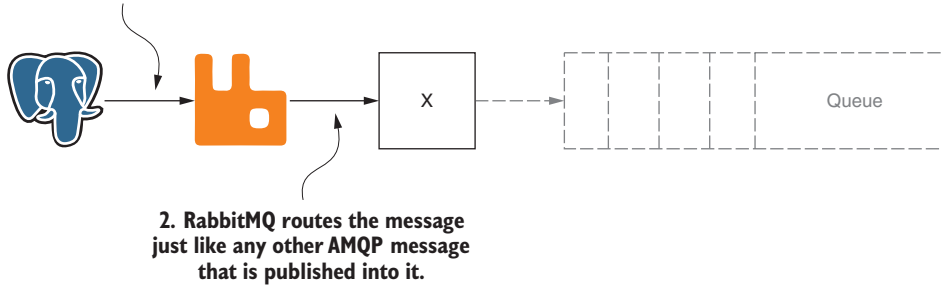 X
Queue
2. RabbitMQ routes the message
just like any other AMQP message
that is published into it.